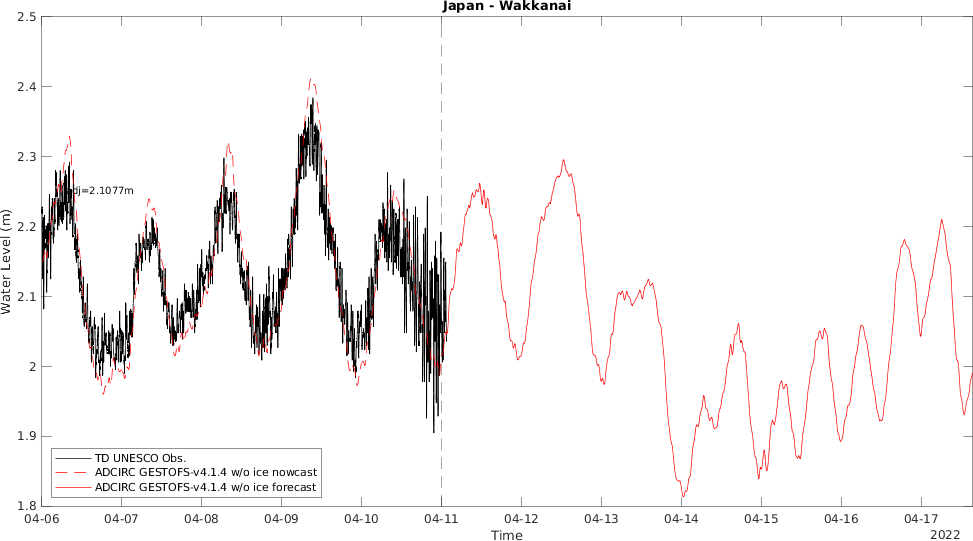 Japan - Wakkanai
2.5
2.4
2.3
2.2
2.1
2
1.9
1.8
Water Level (m)
dj=2.1077m
TD UNESCO Obs.
ADCIRC GESTOFS-v4.1.4 w/o ice nowcast
ADCIRC GESTOFS-v4.1.4 w/o ice forecast
04-06 04-07 04-08 04-09 04-10 04-11 04-12 04-13 04-14 04-15 04-16 04-17
Time
2022